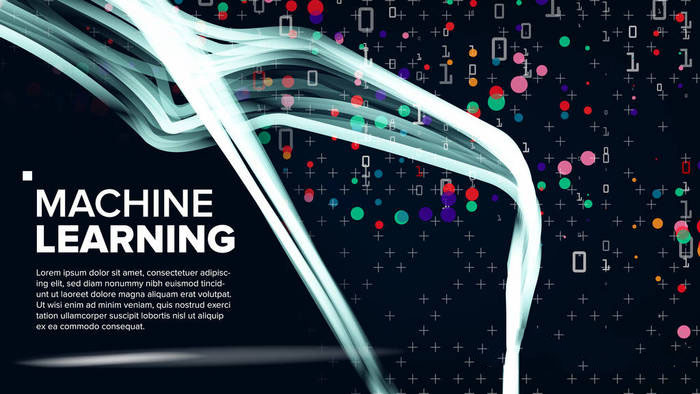 MACHINE
LEARNING
Lorem ipsum dolor sit amet, consectetuer adipisc-
ing elit, sed diam nonummy nibh euismod tincid-
unt ut laoreet dolore magna aliquam erat volutpat.
Ut wisi enim ad minim veniam, quis nostrud exerci
tation ullamcorper suscipit lobortis nisl ut aliquip
ex ea commodo consequat.